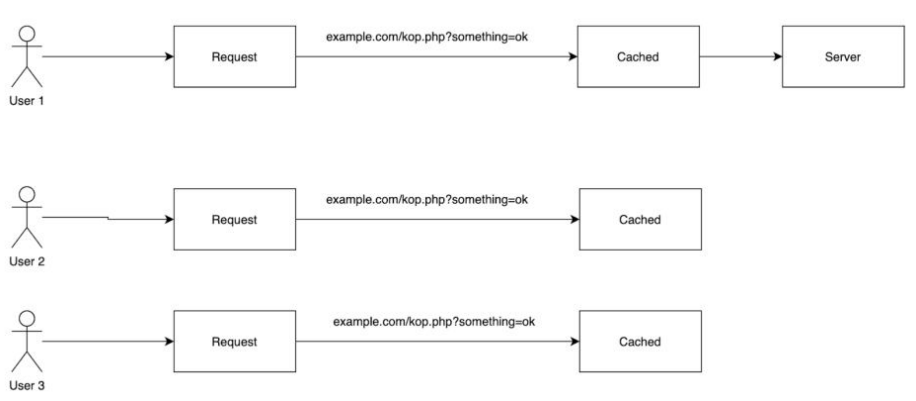 example.com/kop.php?something=ok
Request
Cached
Server
User 1
example.com/kop.php?something=ok
Request
Cached
User 2
example.com/kop.php?something=ok
Request
Cached
User 3